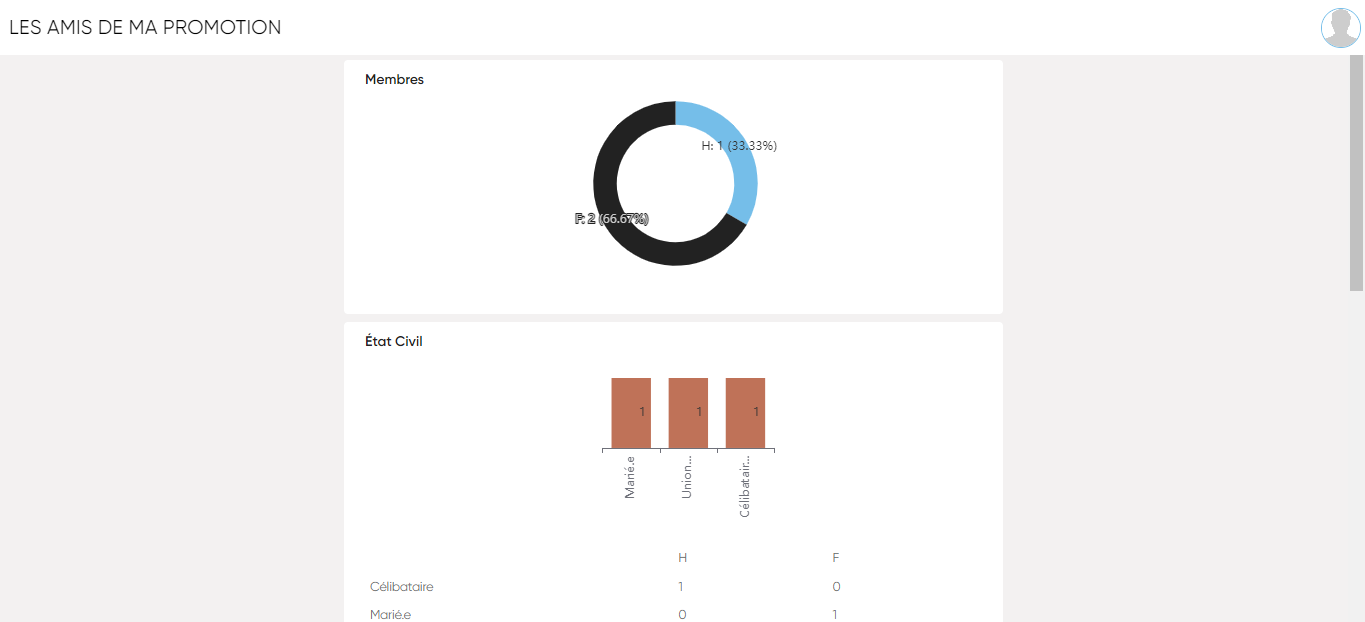 LES AMIS DE MA PROMOTION
Membres
H: 1 (33.33%)
F: 2 (66.67%)
État Civil
1 1 1
Marié.e
Union...
Célibatair...
H F
Célibataire 1 0
Marié.e 0 1